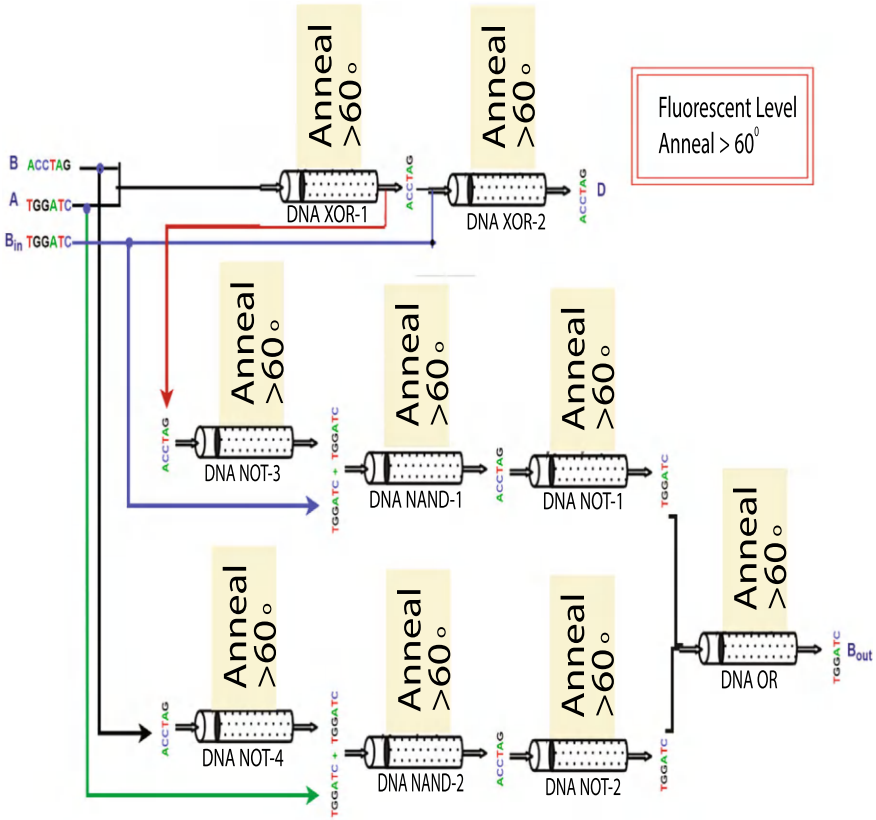 Anneal
>60°
Anneal
>60°
Fluorescent Level
Anneal > 60⁰
B ACCTAG
A TGGATC
Bin TGGATC
DNA XOR-1
ACCTAG
DNA XOR-2
ACCTAG
D
Anneal
>60°
Anneal
>60°
Anneal
>60°
ACCTAG
DNA NOT-3
TGGATC + TGGATC
DNA NAND-1
ACCTAG
DNA NOT-1
TGGATC
Anneal
>60°
Anneal
>60°
Anneal
>60°
Anneal
>60°
ACCTAG
DNA NOT-4
TGGATC + TGGATC
DNA NAND-2
ACCTAG
DNA NOT-2
TGGATC
DNA OR
TGGATC
Bout